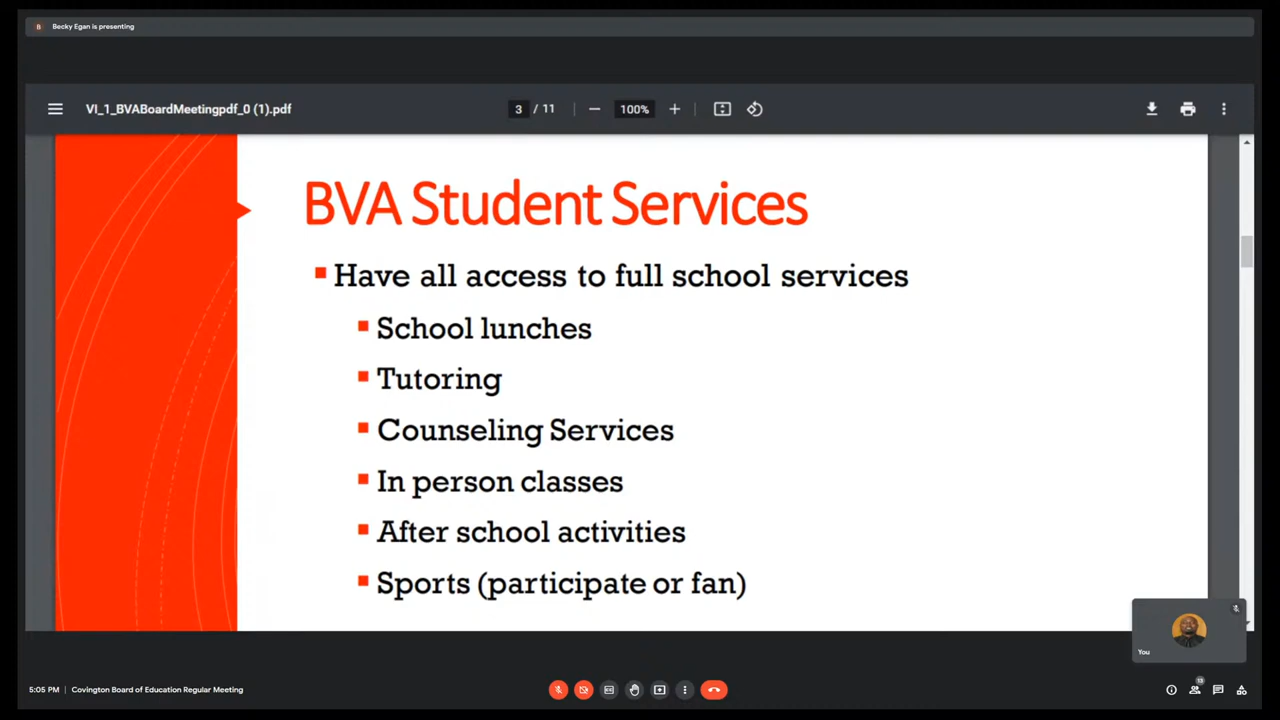 B Becky Egan is presenting
VI_1_BVABoardMeetingpdf_0 (1).pdf
3 / 11
100%
BVA Student Services
Have all access to full school services
School lunches
Tutoring
Counseling Services
In person classes
After school activities
Sports (participate or fan)
You
5:05 PM | Covington Board of Education Regular Meeting
13